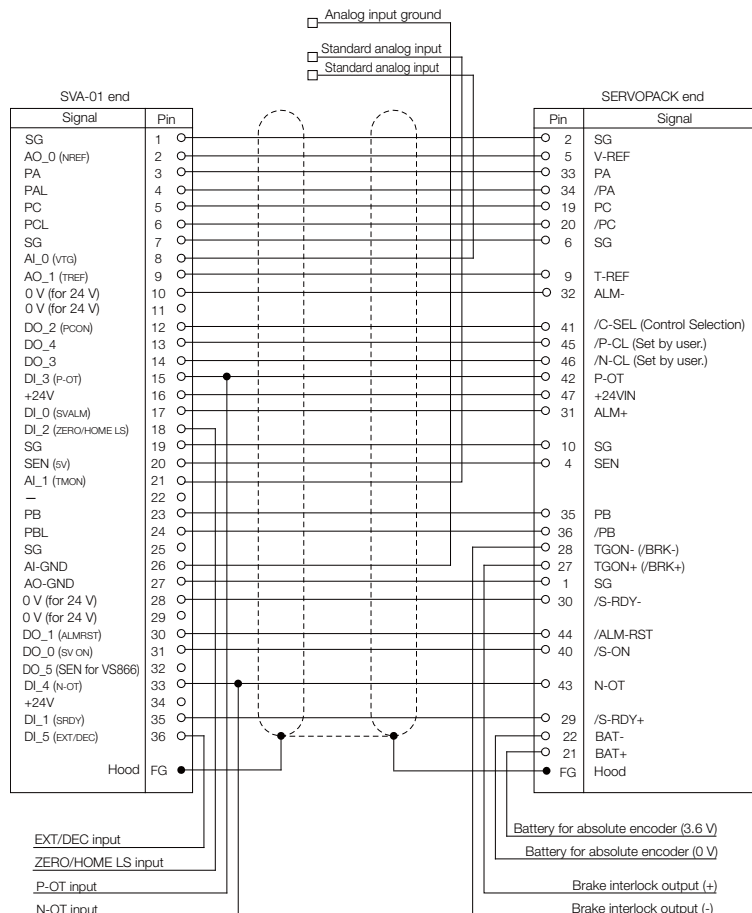 Analog input ground
Standard analog input
Standard analog input
SVA-01 end SERVOPACK end
Signal Pin Pin Signal
SG 1 2 SG
AO_0 (NREF) 2 5 V-REF
PA 3 33 PA
PAL 4 34 /PA
PC 5 19 PC
PCL 6 20 /PC
SG 7 6 SG
AI_0 (VTG) 8
AO_1 (TREF) 9 9 T-REF
0 V (for 24 V) 10 32 ALM-
0 V (for 24 V) 11
DO_2 (PCON) 12 41 /C-SEL (Control Selection)
DO_4 13 45 /P-CL (Set by user.)
DO_3 14 46 /N-CL (Set by user.)
DI_3 (P-OT) 15 42 P-OT
+24V 16 47 +24VIN
DI_0 (SVALM) 17 31 ALM+
DI_2 (ZERO/HOME LS) 18
SG 19 10 SG
SEN (5V) 20 4 SEN
AI_1 (TMON) 21
— 22
PB 23 35 PB
PBL 24 36 /PB
SG 25 28 TGON- (/BRK-)
AI-GND 26 27 TGON+ (/BRK+)
AO-GND 27 1 SG
0 V (for 24 V) 28 30 /S-RDY-
0 V (for 24 V) 29
DO_1 (ALMRST) 30 44 /ALM-RST
DO_0 (SV ON) 31 40 /S-ON
DO_5 (SEN for VS866) 32
DI_4 (N-OT) 33 43 N-OT
+24V 34
DI_1 (SRDY) 35 29 /S-RDY+
DI_5 (EXT/DEC) 36 22 BAT-
21 BAT+
Hood FG FG Hood
EXT/DEC input Battery for absolute encoder (3.6 V)
ZERO/HOME LS input Battery for absolute encoder (0 V)
P-OT input Brake interlock output (+)
N-OT input Brake interlock output (-)